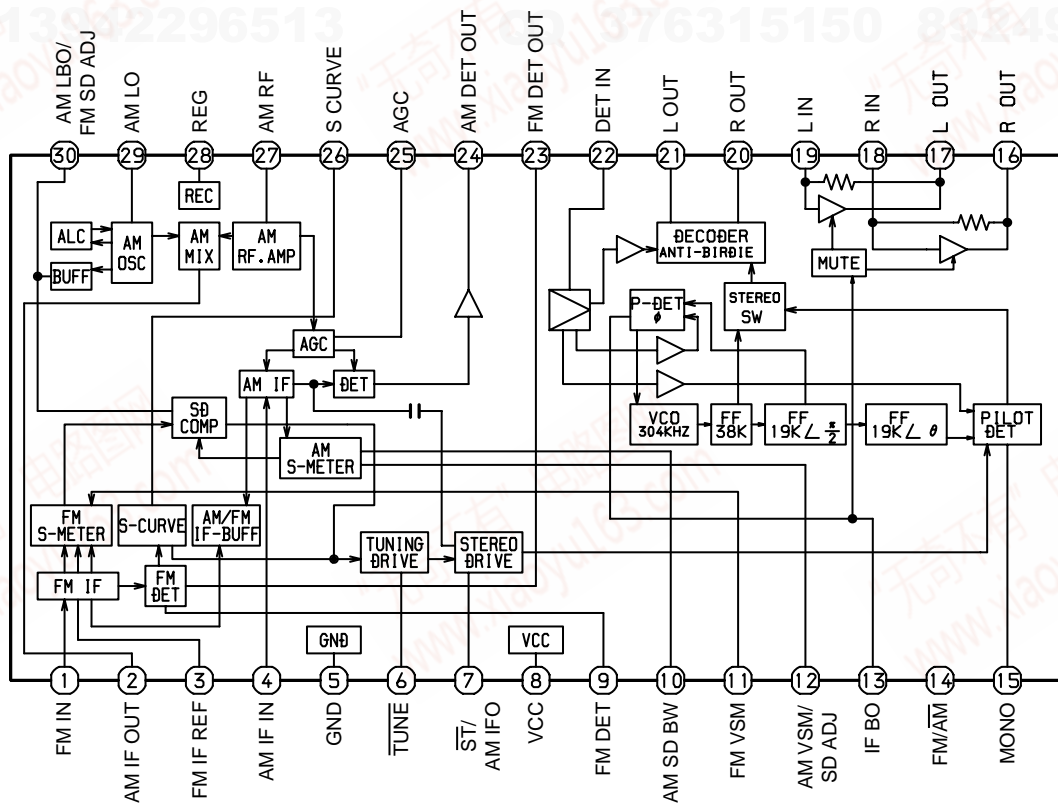 13942296513 QQ 376315150 89249
AM LBO/
FM SD ADJ
AM LO
REG
AM RF
S CURVE
AGC
AM DET OUT
FM DET OUT
DET IN
L OUT
R OUT
L IN
R IN
L OUT
R OUT
30 29 28 27 26 25 24 23 22 21 20 19 18 17 16
REC
ALC
AM
OSC
AM
MIX
AM
RF.AMP
BUFF
DECODER
ANTI-BIRDIE
MUTE
P-DET
ø
STEREO
SW
AGC
AM IF
DET
SD
COMP
VCO
304KHZ
FF
38K
FF
19K∠ π/2
FF
19K∠ θ
PILOT
DET
AM
S-METER
FM
S-METER
S-CURVE
AM/FM
IF-BUFF
TUNING
DRIVE
STEREO
DRIVE
FM IF
FM
DET
GND
VCC
1 2 3 4 5 6 7 8 9 10 11 12 13 14 15
FM IN
AM IF OUT
FM IF REF
AM IF IN
GND
TUNE
ST/
AM IFO
VCC
FM DET
AM SD BW
FM VSM
AM VSM/
SD ADJ
IF BO
FM/AM
MONO